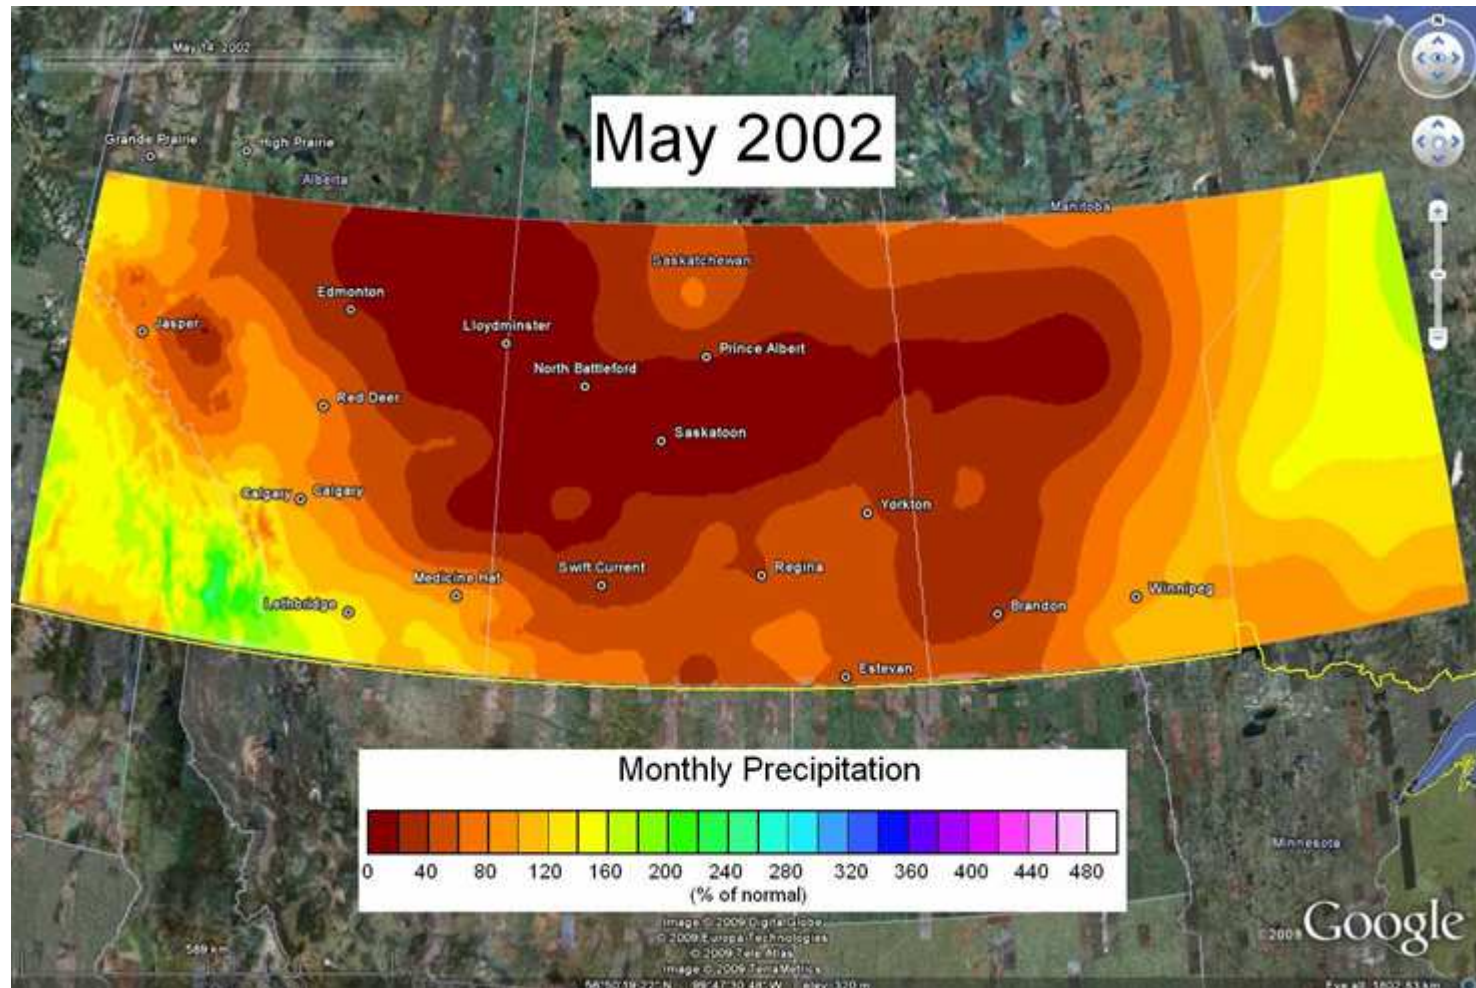 May 14, 2002
May 2002
Grande Prairie
High Prairie
Alberta
Manitoba
Saskatchewan
Edmonton
Jasper
Lloydminster
Prince Albert
North Battleford
Red Deer
Saskatoon
Calgary Calgary
Yorkton
Medicine Hat
Swift Current
Regina
Lethbridge
Brandon
Winnipeg
Estevan
Monthly Precipitation
0 40 80 120 160 200 240 280 320 360 400 440 480
(% of normal)
Minnesota
Image © 2009 DigitalGlobe
© 2009 Europa Technologies
© 2009 Tele Atlas
Image © 2009 TerraMetrics
©2009 Google
589 km
N